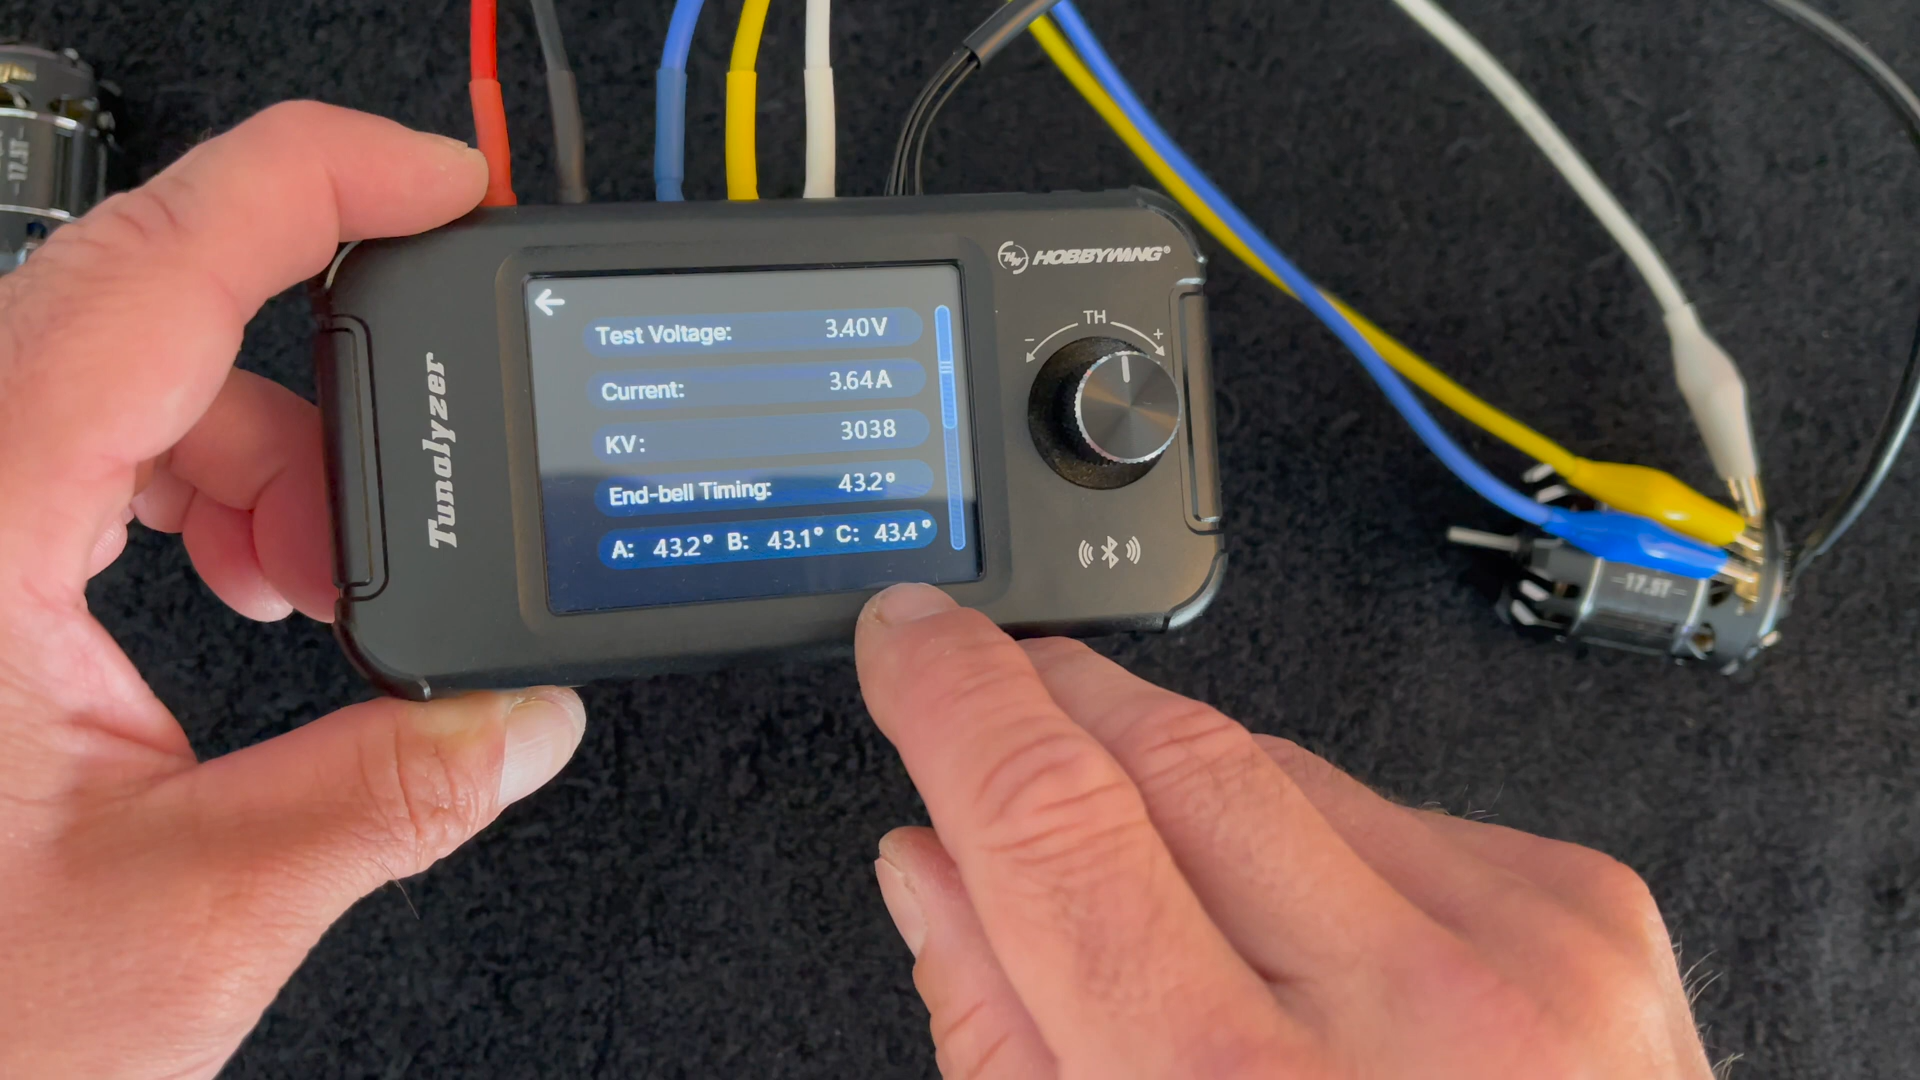 HOBBYWING®
TH
- +
Tunalyzer
Test Voltage: 3.40V
Current: 3.64A
KV: 3038
End-bell Timing: 43.2°
A: 43.2° B: 43.1° C: 43.4°
-17.5T-
-17.5T-